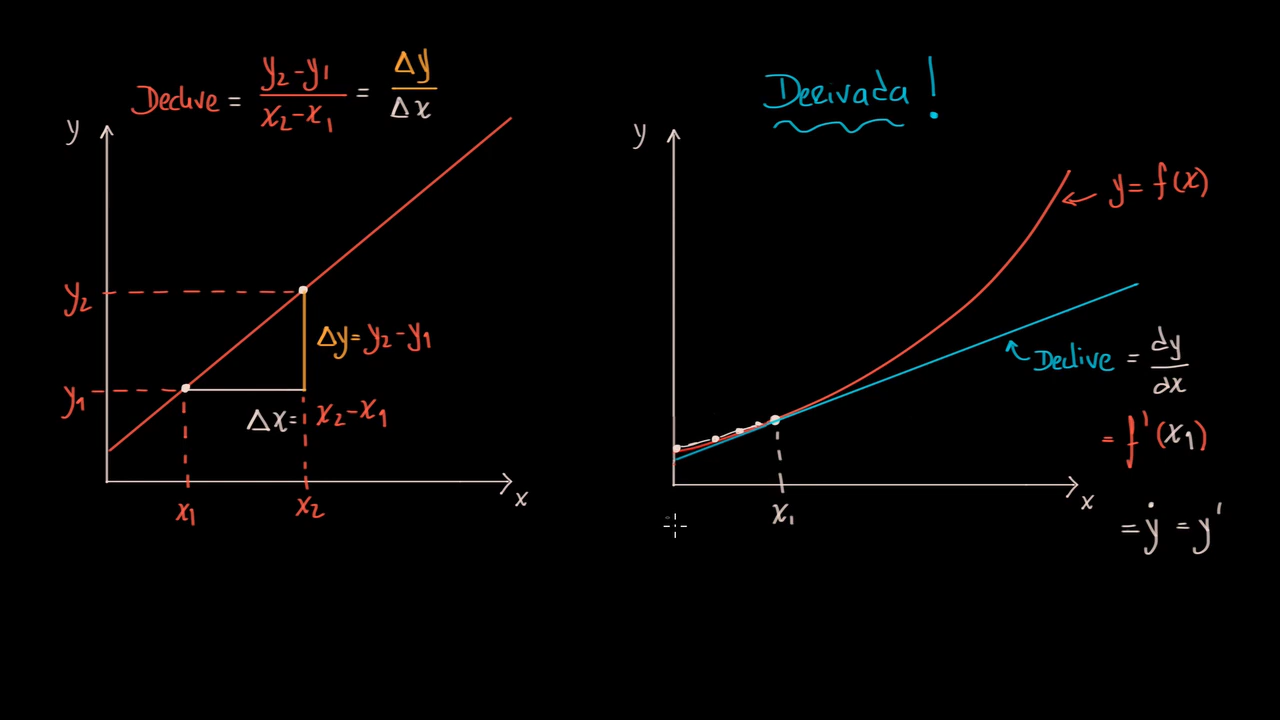 Declive = y₂-y₁ / x₂-x₁ = Δy / Δx
y
y₂
y₁
Δy = y₂-y₁
Δx = x₂-x₁
x₁
x₂
x
Derivada!
y
y = f(x)
Declive = dy / dx
= f'(x₁)
= ẏ = y'
x₁
x